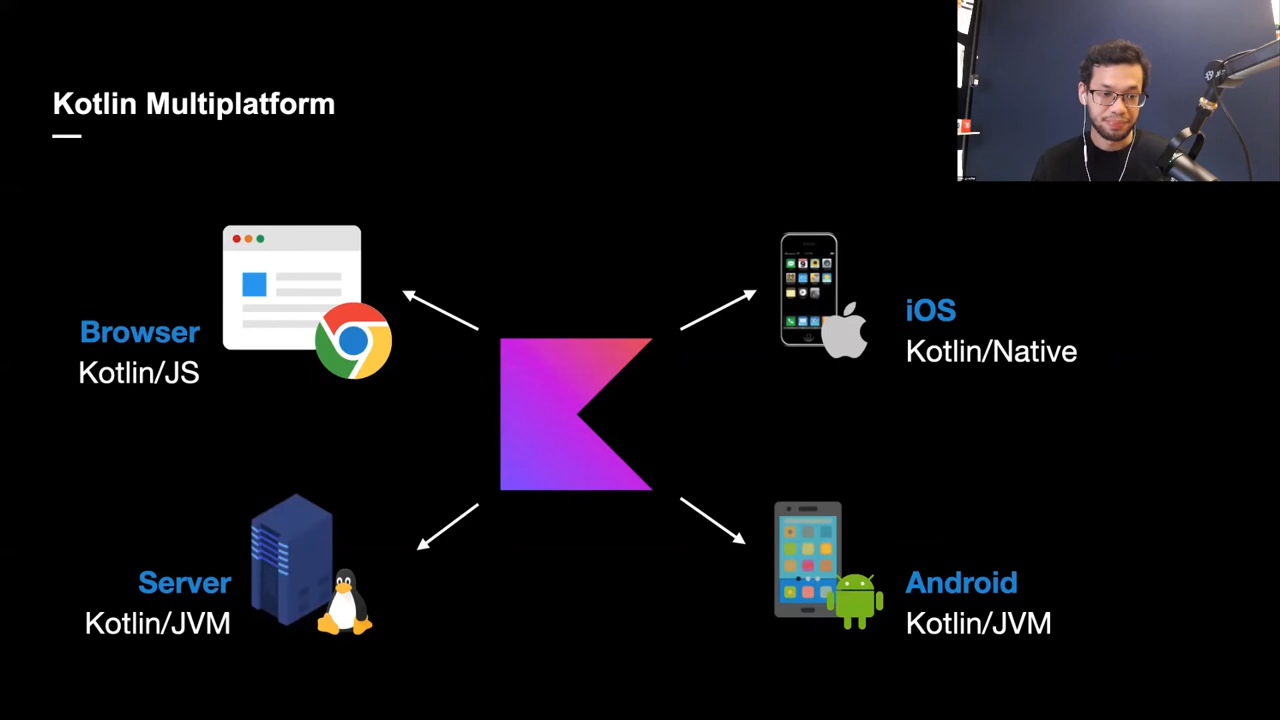 Kotlin Multiplatform
Browser
Kotlin/JS
iOS
Kotlin/Native
Server
Kotlin/JVM
Android
Kotlin/JVM